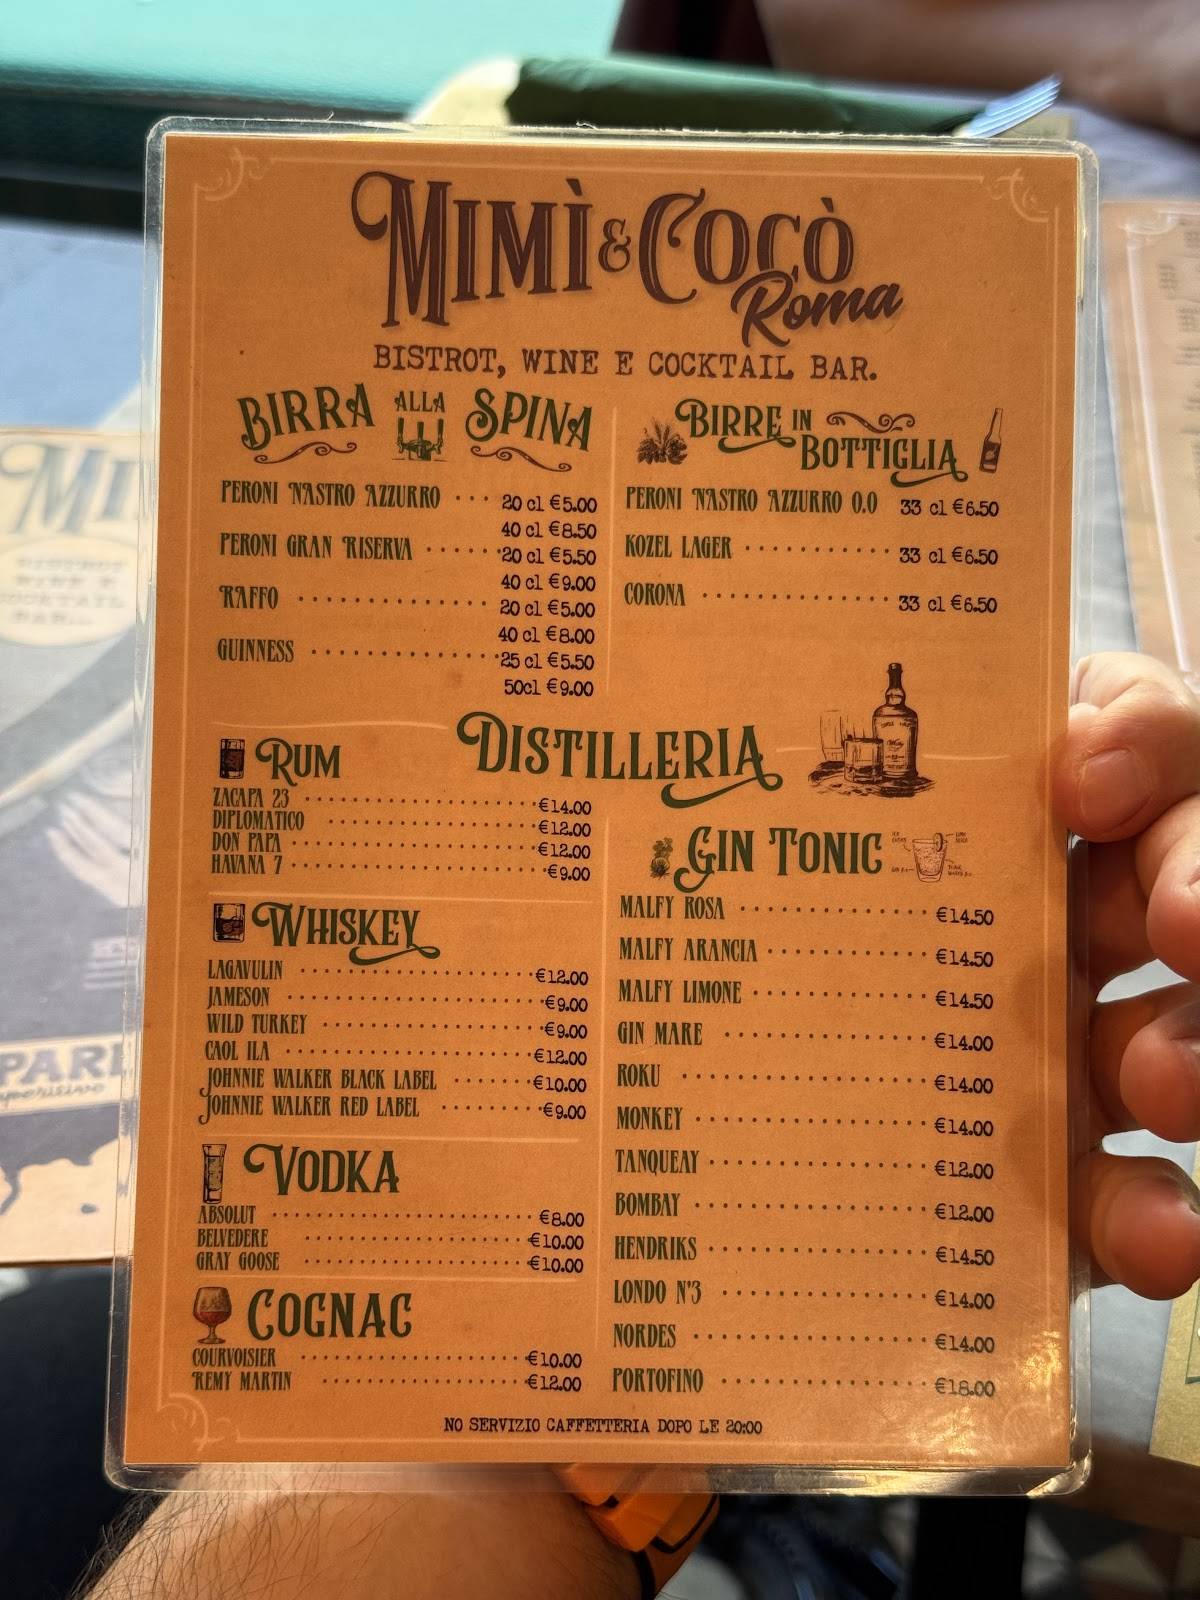 MIMÌ & COCÒ
Roma
BISTROT, WINE E COCKTAIL BAR.
BIRRA ALLA SPINA
PERONI NASTRO AZZURRO 20 cl €5.00
40 cl €8.50
PERONI GRAN RISERVA 20 cl €5.50
40 cl €9.00
RAFFO 20 cl €5.00
40 cl €8.00
GUINNESS 25 cl €5.50
50cl €9.00
BIRRE IN
BOTTIGLIA
PERONI NASTRO AZZURRO 0.0 33 cl €6.50
KOZEL LAGER 33 cl €6.50
CORONA 33 cl €6.50
DISTILLERIA
RUM
ZACAPA 23 €14.00
DIPLOMATICO €12.00
DON PAPA €12.00
HAVANA 7 €9.00
WHISKEY
LAGAVULIN €12.00
JAMESON €9.00
WILD TURKEY €9.00
CAOL ILA €12.00
JOHNNIE WALKER BLACK LABEL €10.00
JOHNNIE WALKER RED LABEL €9.00
VODKA
ABSOLUT €8.00
BELVEDERE €10.00
GRAY GOOSE €10.00
COGNAC
COURVOISIER €10.00
REMY MARTIN €12.00
GIN TONIC
MALFY ROSA €14.50
MALFY ARANCIA €14.50
MALFY LIMONE €14.50
GIN MARE €14.00
ROKU €14.00
MONKEY €14.00
TANQUEAY €12.00
BOMBAY €12.00
HENDRIKS €14.50
LONDO N'3 €14.00
NORDES €14.00
PORTOFINO €18.00
NO SERVIZIO CAFFETTERIA DOPO LE 20:00
MI
BISTROT
WINE E
COCKTAIL
BAR.
PARI